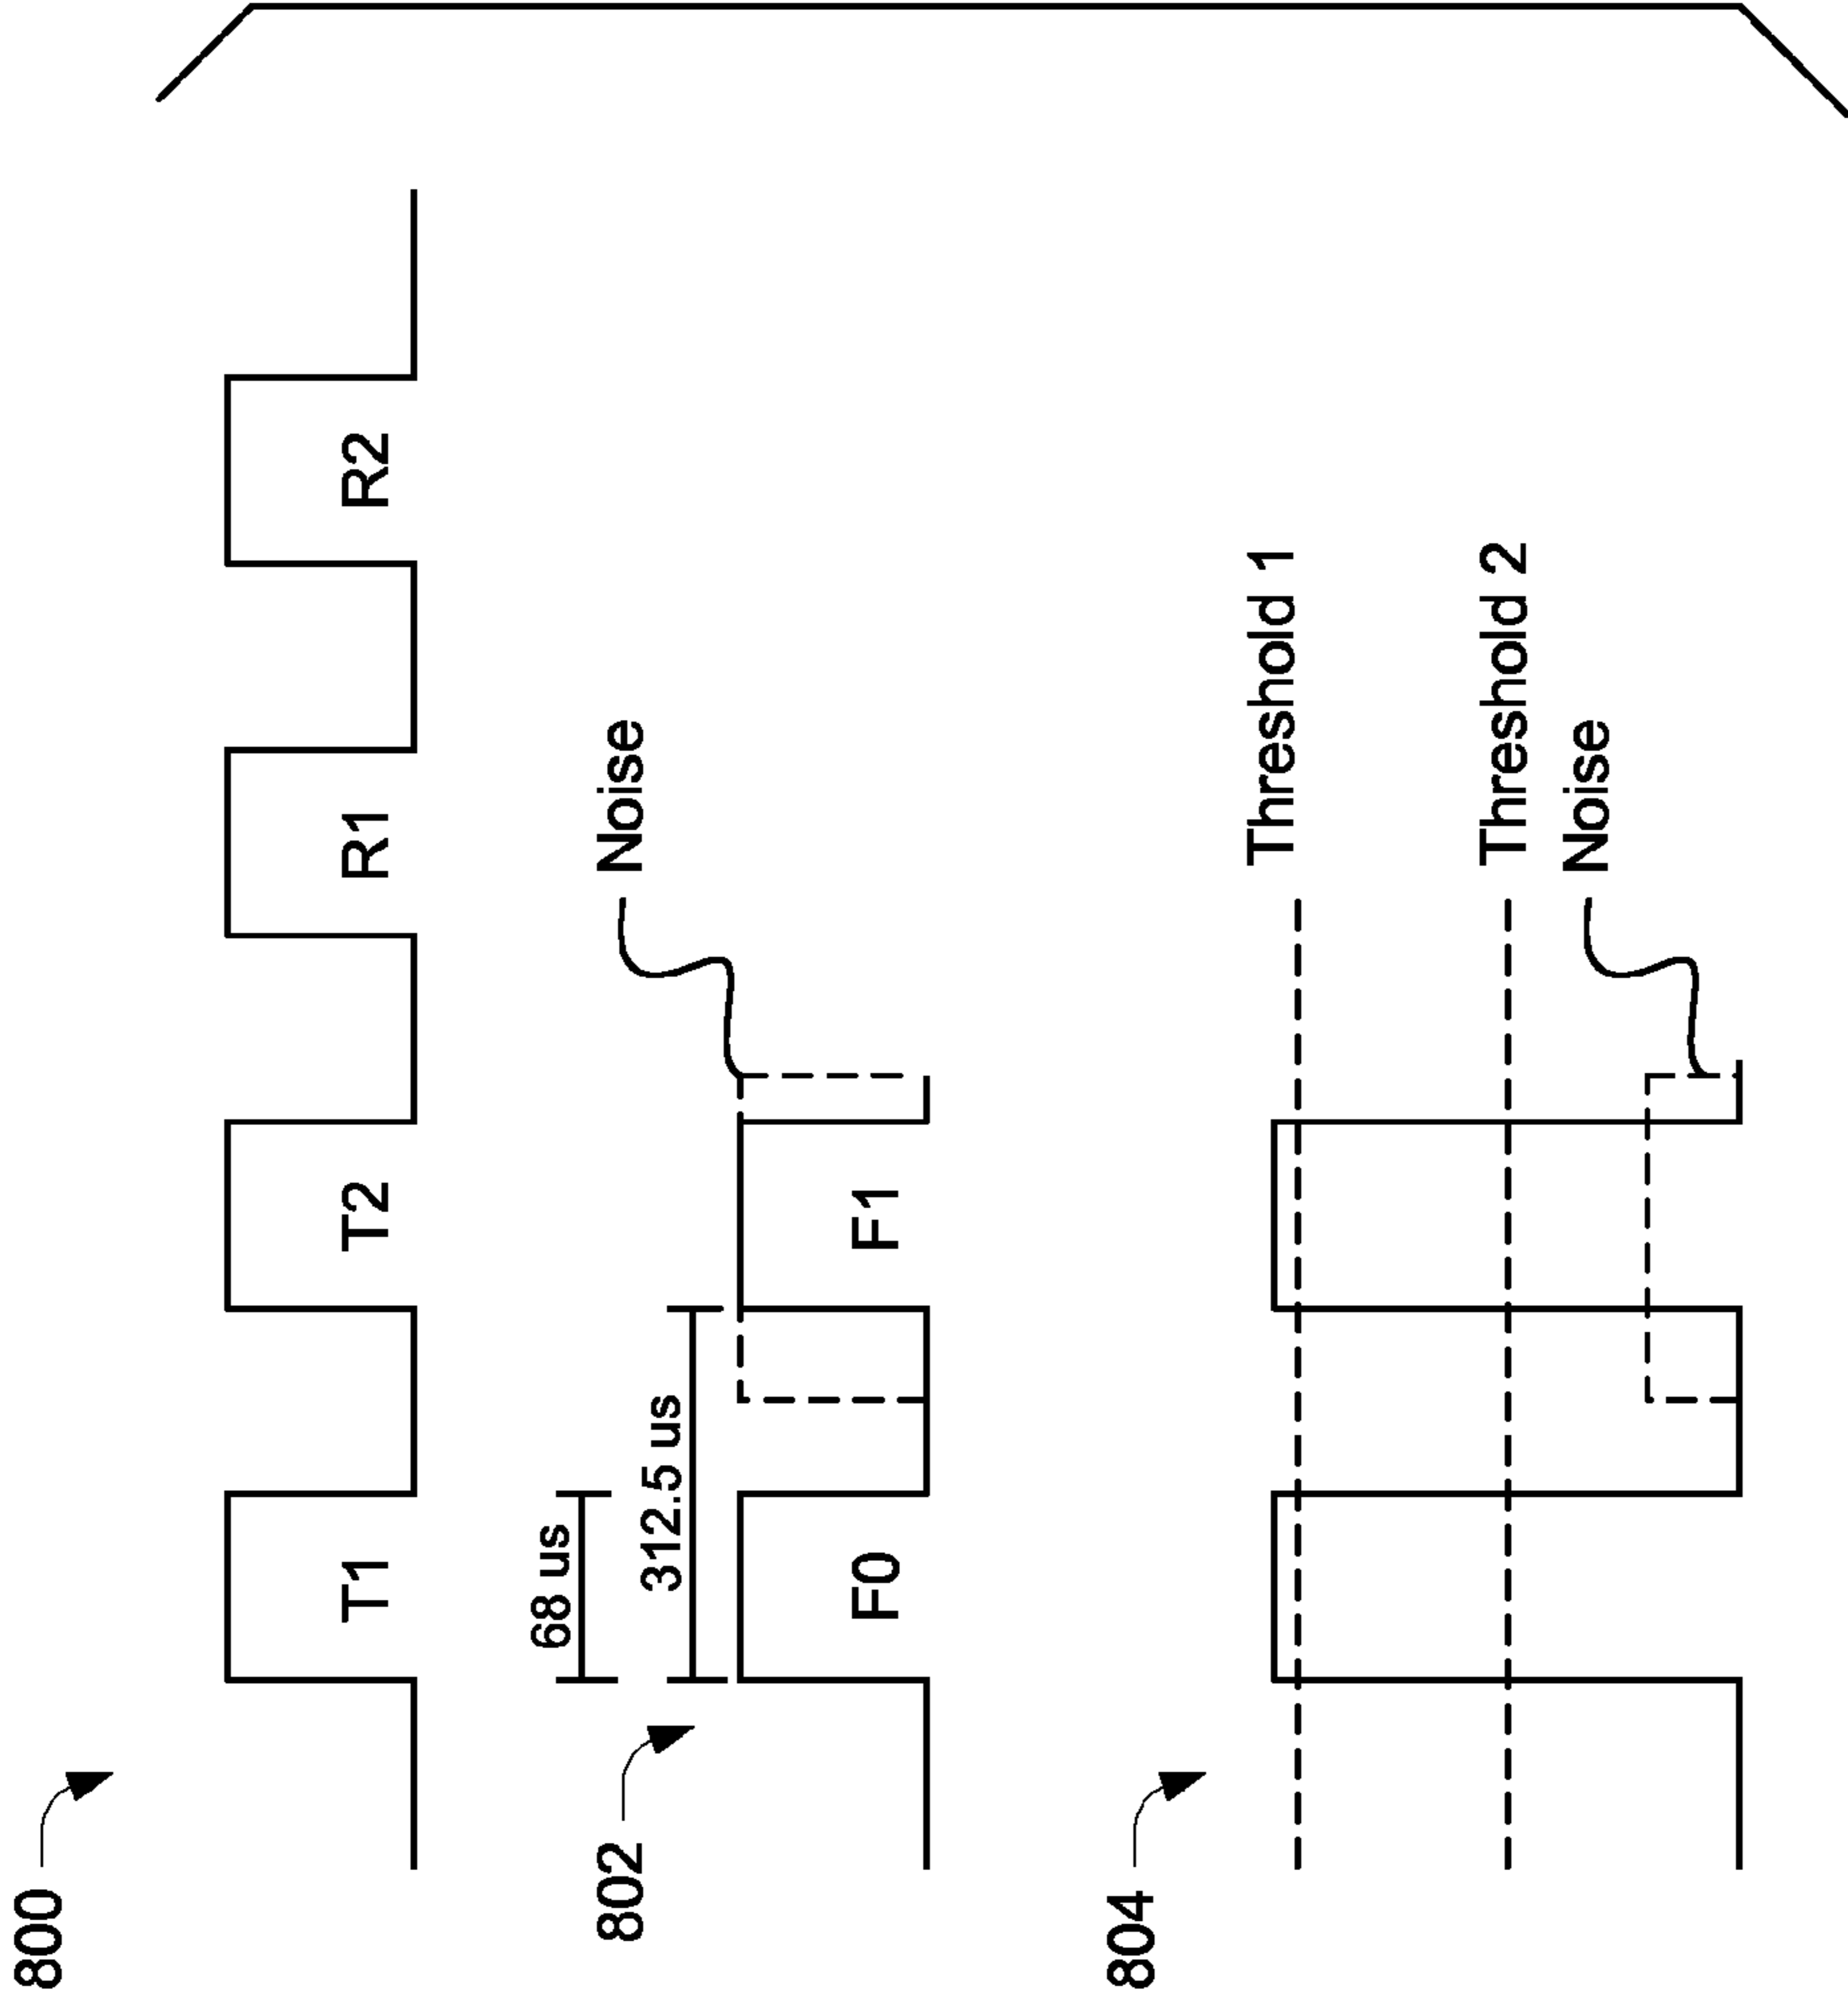 800
T1
T2
R1
R2
802
68 us
312.5 us
Noise
F0
F1
804
Threshold 1
Threshold 2
Noise